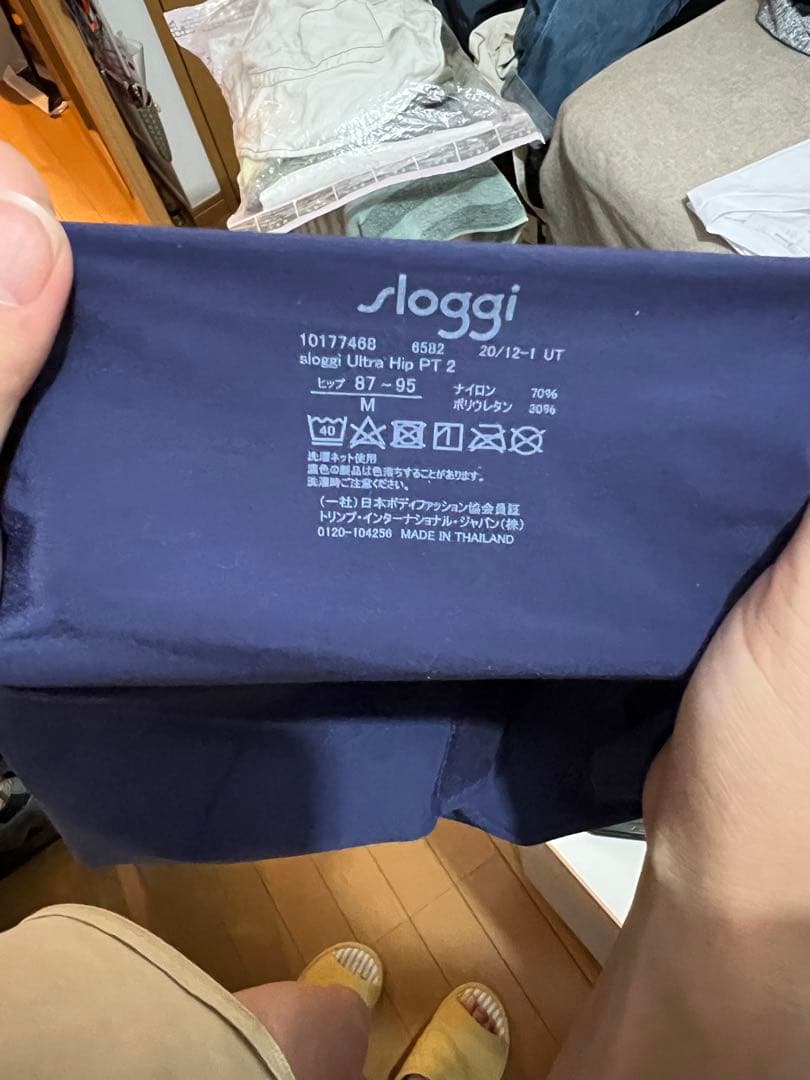 sloggi
10177468 6582 20/12-1 UT
sloggi Ultra Hip PT 2
ヒップ 87~95 ナイロン 70%
M ポリウレタン 30%
40
洗濯ネット使用
濃色の製品は色落ちすることがあります。
洗濯時ご注意ください。
(一社)日本ボディファッション協会員証
トリンプ・インターナショナル・ジャパン(株)
0120-104256 MADE IN THAILAND